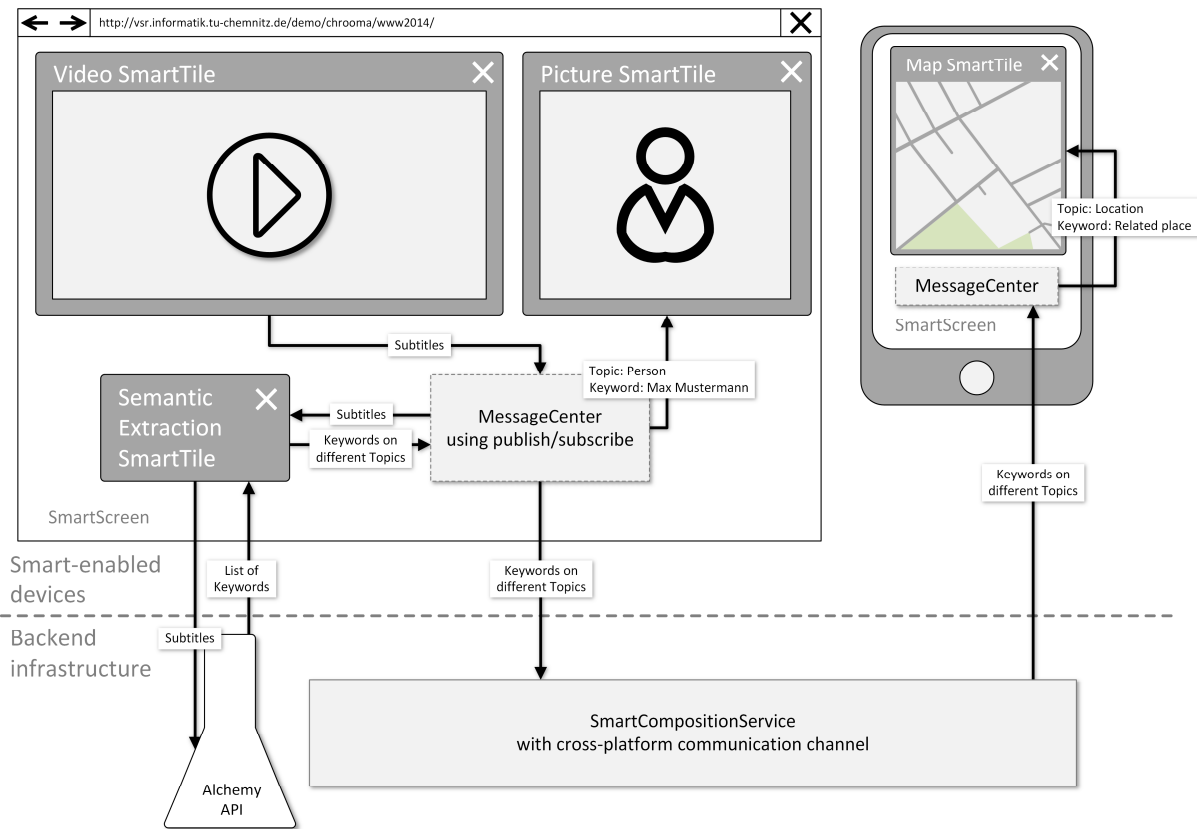 http://vsr.informatik.tu-chemnitz.de/demo/chrooma/www2014/
Video SmartTile
Picture SmartTile
Map SmartTile
Topic: Location
Keyword: Related place
MessageCenter
SmartScreen
Subtitles
Topic: Person
Keyword: Max Mustermann
Semantic
Extraction
SmartTile
Subtitles
Keywords on
different Topics
MessageCenter
using publish/subscribe
Keywords on
different Topics
SmartScreen
Smart-enabled
devices
List of
Keywords
Keywords on
different Topics
Backend
infrastructure
Subtitles
SmartCompositionService
with cross-platform communication channel
Alchemy
API